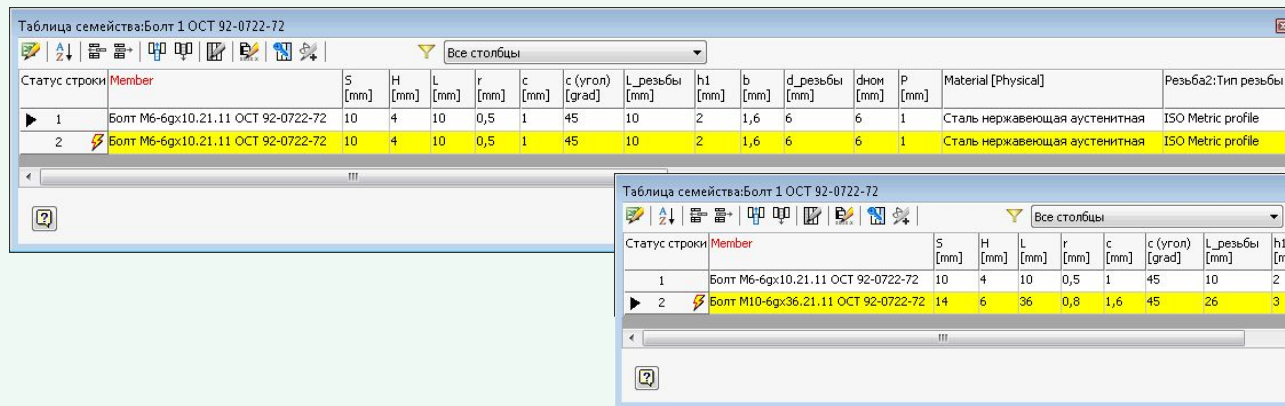 Таблица семейства:Болт 1 ОСТ 92-0722-72
Все столбцы
Статус строки Member S [mm] H [mm] L [mm] r [mm] c [mm] c (угол) [grad] L_резьбы [mm] h1 [mm] b [mm] d_резьбы [mm] dном [mm] P [mm] Material [Physical] Резьба2:Тип резьбы
1 Болт М6-6gx10.21.11 ОСТ 92-0722-72 10 4 10 0,5 1 45 10 2 1,6 6 6 1 Сталь нержавеющая аустенитная ISO Metric profile
2 Болт М6-6gx10.21.11 ОСТ 92-0722-72 10 4 10 0,5 1 45 10 2 1,6 6 6 1 Сталь нержавеющая аустенитная ISO Metric profile
Таблица семейства:Болт 1 ОСТ 92-0722-72
Все столбцы
Статус строки Member S [mm] H [mm] L [mm] r [mm] c [mm] c (угол) [grad] L_резьбы [mm]
1 Болт М6-6gx10.21.11 ОСТ 92-0722-72 10 4 10 0,5 1 45 10 2
2 Болт М10-6gx36.21.11 ОСТ 92-0722-72 14 6 36 0,8 1,6 45 26 3